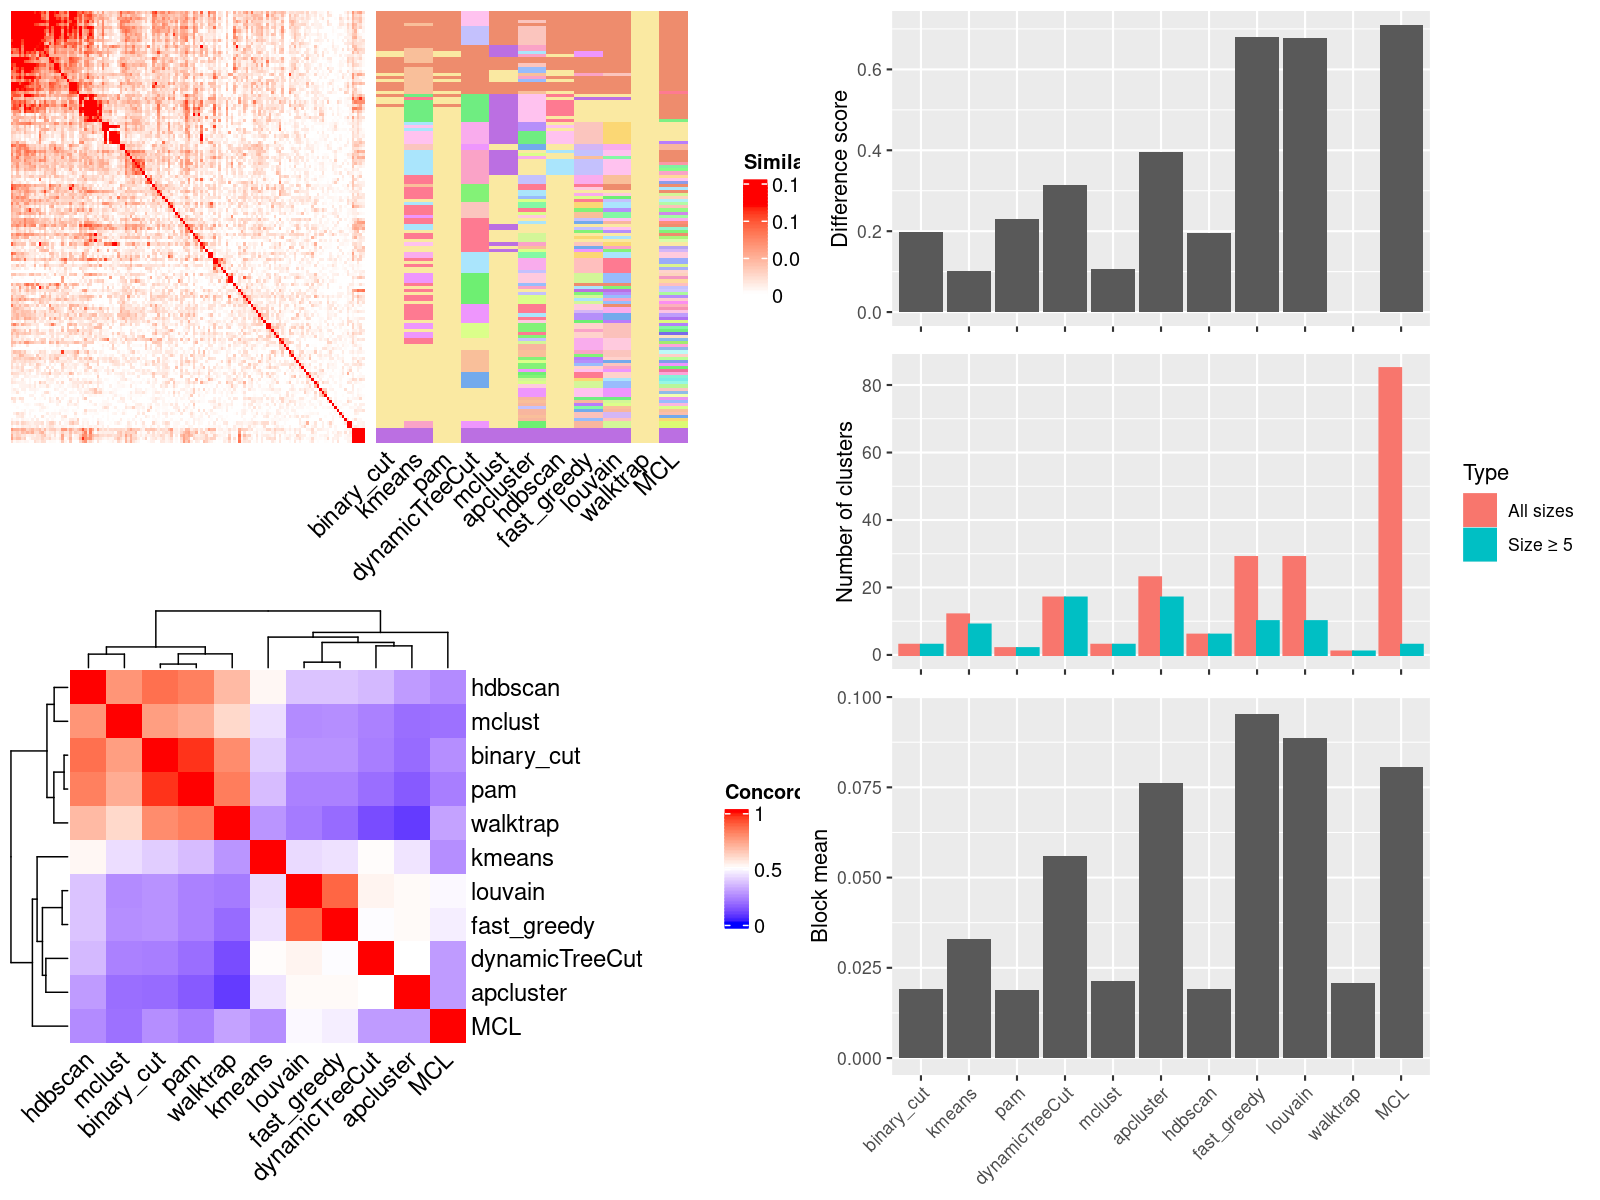 Simila
0.1
0.1
0.0
0
binary_cut
kmeans
pam
dynamicTreeCut
mclust
apcluster
hdbscan
fast_greedy
louvain
walktrap
MCL
hdbscan
mclust
binary_cut
pam
walktrap
kmeans
louvain
fast_greedy
dynamicTreeCut
apcluster
MCL
hdbscan
mclust
binary_cut
pam
walktrap
kmeans
louvain
fast_greedy
dynamicTreeCut
apcluster
MCL
Concord
1
0.5
0
Difference score
0.6
0.4
0.2
0.0
Number of clusters
80
60
40
20
0
Type
All sizes
Size ≥ 5
Block mean
0.100
0.075
0.050
0.025
0.000
binary_cut
kmeans
pam
dynamicTreeCut
mclust
apcluster
hdbscan
fast_greedy
louvain
walktrap
MCL